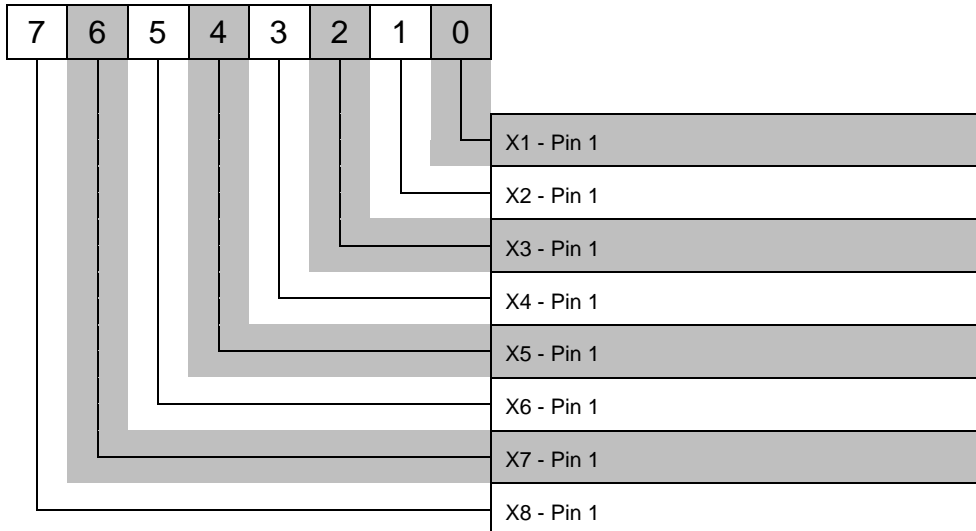 7 6 5 4 3 2 1 0
X1 - Pin 1
X2 - Pin 1
X3 - Pin 1
X4 - Pin 1
X5 - Pin 1
X6 - Pin 1
X7 - Pin 1
X8 - Pin 1